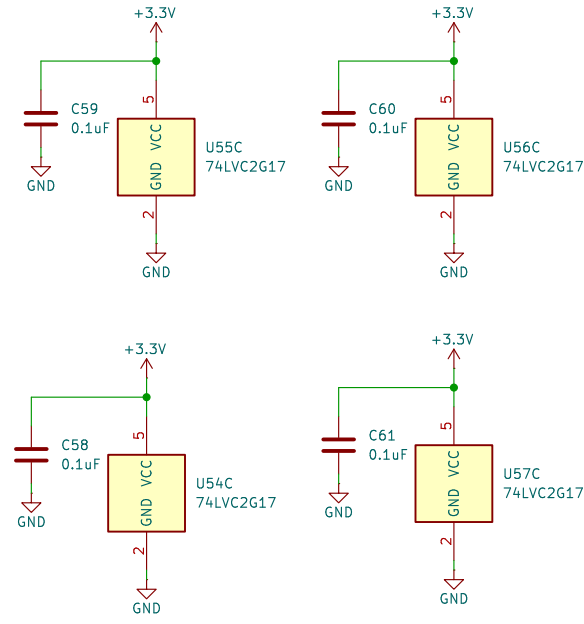 +3.3V
C59
0.1uF
GND
5
VCC
GND
2
U55C
74LVC2G17
GND
+3.3V
C60
0.1uF
GND
5
VCC
GND
2
U56C
74LVC2G17
GND
+3.3V
C58
0.1uF
GND
5
VCC
GND
2
U54C
74LVC2G17
GND
+3.3V
C61
0.1uF
GND
5
VCC
GND
2
U57C
74LVC2G17
GND